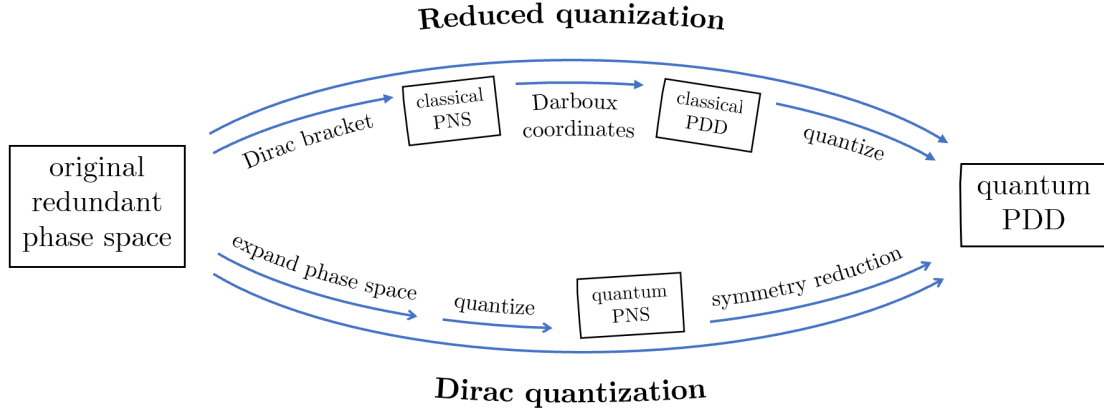 Reduced quanization
classical
PNS
Darboux
coordinates
classical
PDD
Dirac bracket
quantize
original
redundant
phase space
quantum
PDD
expand phase space
quantize
quantum
PNS
symmetry reduction
Dirac quantization